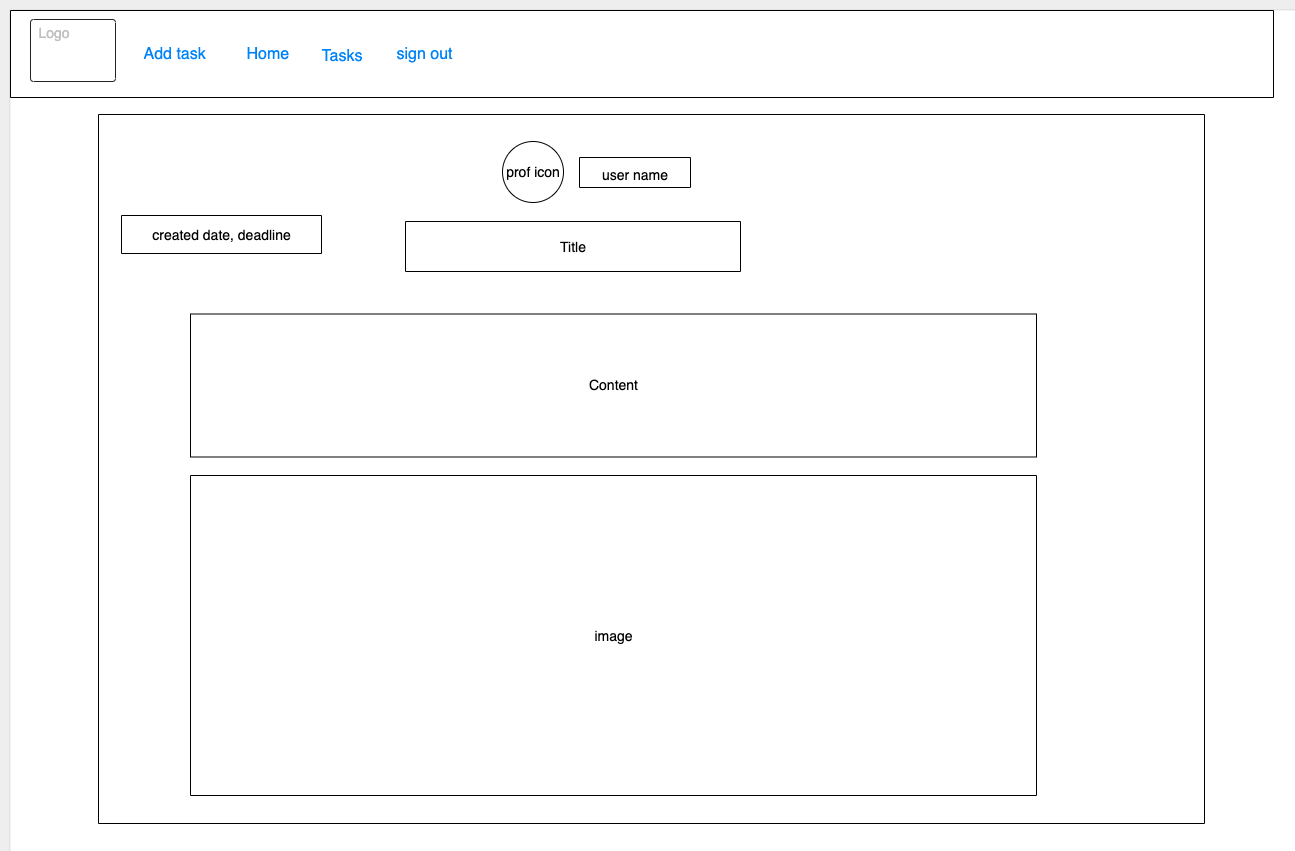 Logo
Add task
Home
Tasks
sign out
prof icon
user name
created date, deadline
Title
Content
image